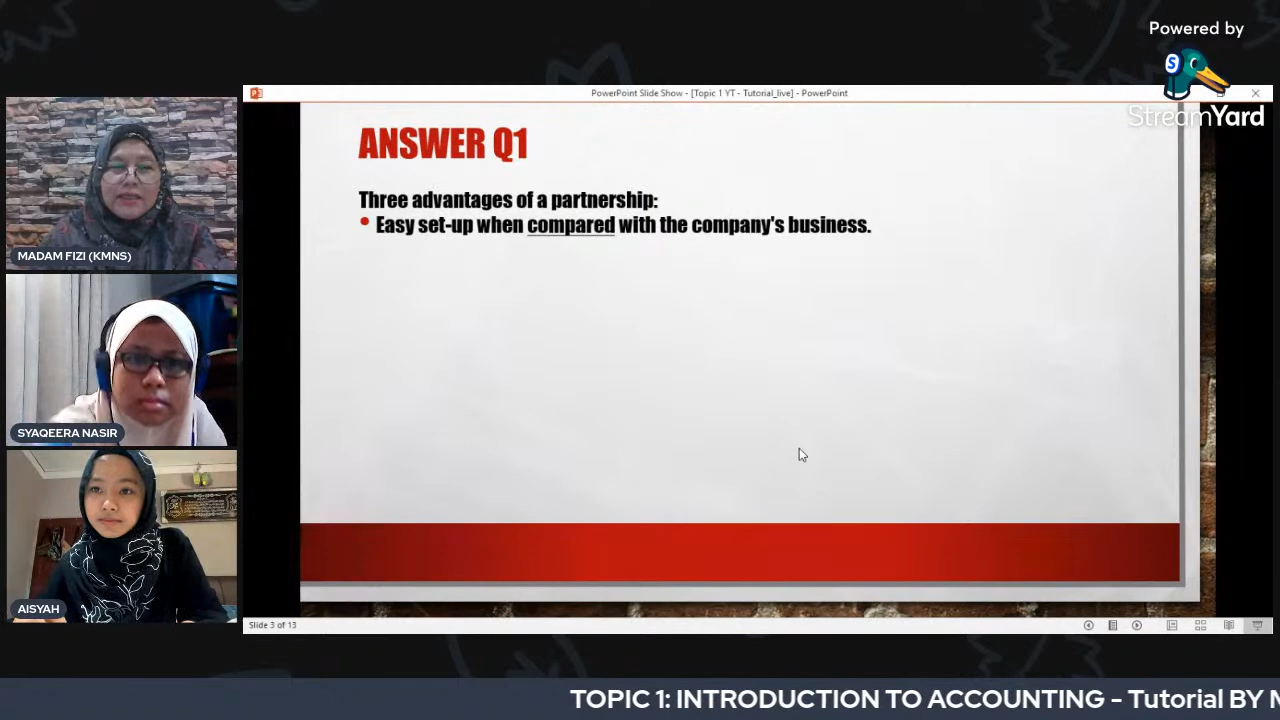 Powered by
StreamYard
PowerPoint Slide Show - [Topic 1 YT - Tutorial_live] - PowerPoint
ANSWER Q1
Three advantages of a partnership:
• Easy set-up when compared with the company's business.
MADAM FIZI (KMNS)
SYAQEERA NASIR
AISYAH
Slide 3 of 13
TOPIC 1: INTRODUCTION TO ACCOUNTING - Tutorial BY M